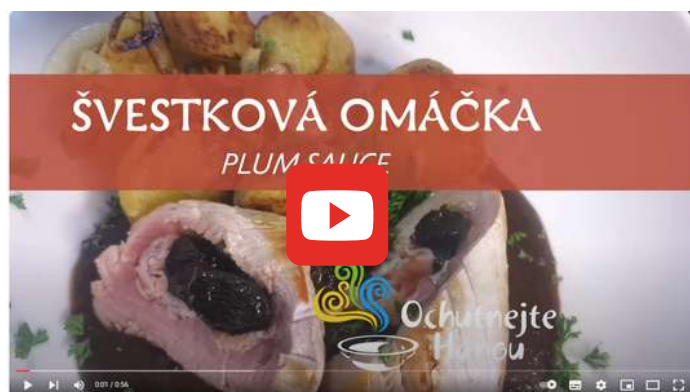 ŠVESTKOVÁ OMÁČKA
PLUM SAUCE
Ochutnejte
Hanou
0:01 / 0:56